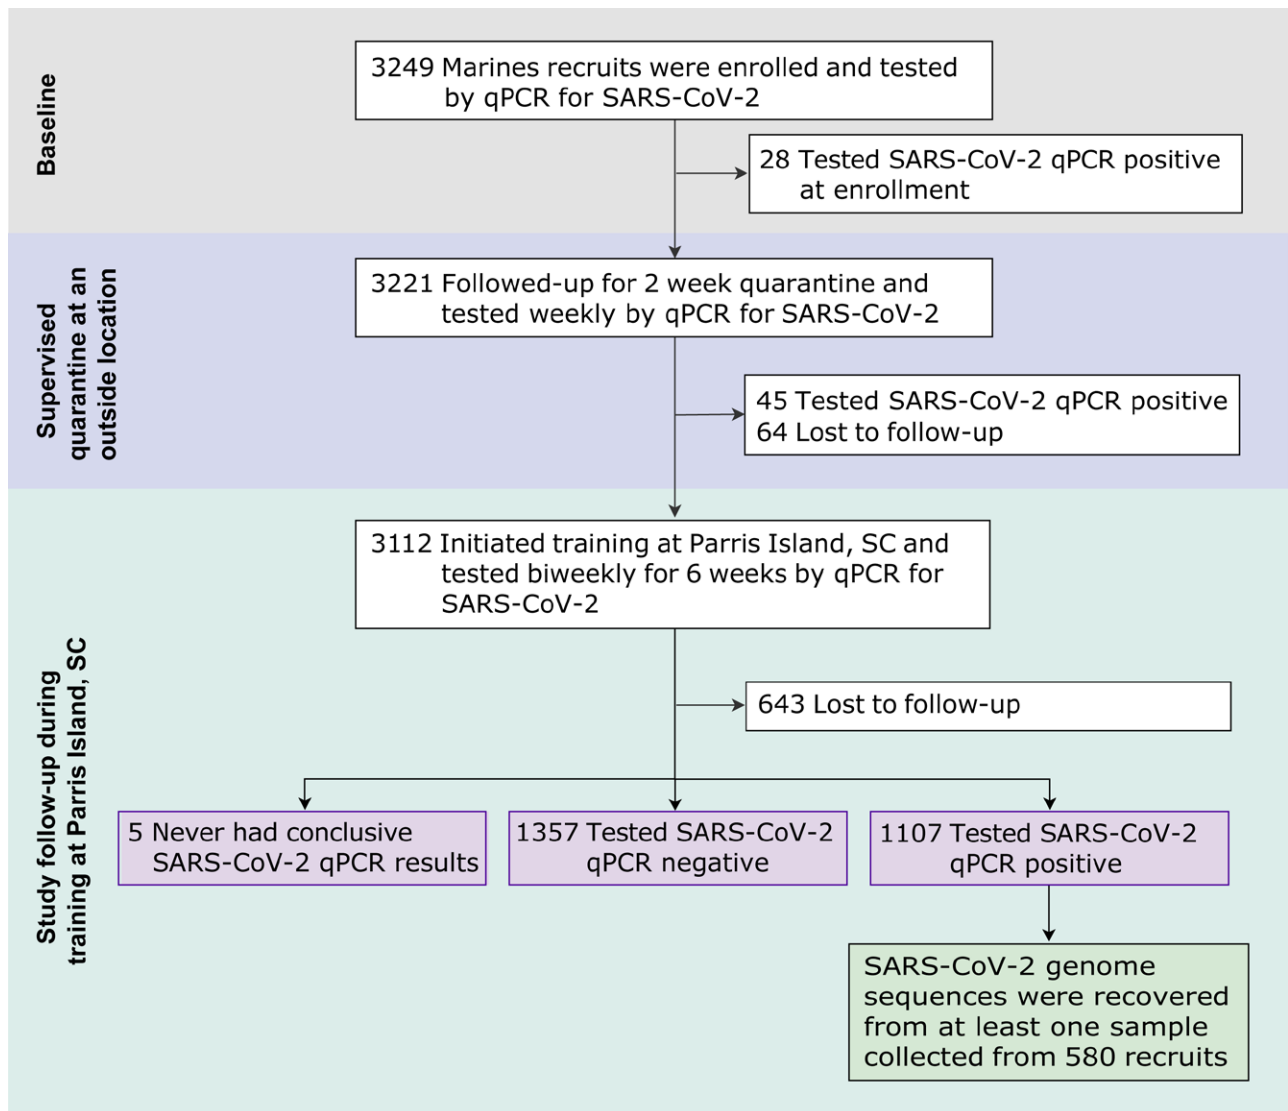 Baseline
3249 Marines recruits were enrolled and tested
by qPCR for SARS-CoV-2
28 Tested SARS-CoV-2 qPCR positive
at enrollment
Supervised
quarantine at an
outside location
3221 Followed-up for 2 week quarantine and
tested weekly by qPCR for SARS-CoV-2
45 Tested SARS-CoV-2 qPCR positive
64 Lost to follow-up
Study follow-up during
training at Parris Island, SC
3112 Initiated training at Parris Island, SC and
tested biweekly for 6 weeks by qPCR for
SARS-CoV-2
643 Lost to follow-up
5 Never had conclusive
SARS-CoV-2 qPCR results
1357 Tested SARS-CoV-2
qPCR negative
1107 Tested SARS-CoV-2
qPCR positive
SARS-CoV-2 genome
sequences were recovered
from at least one sample
collected from 580 recruits